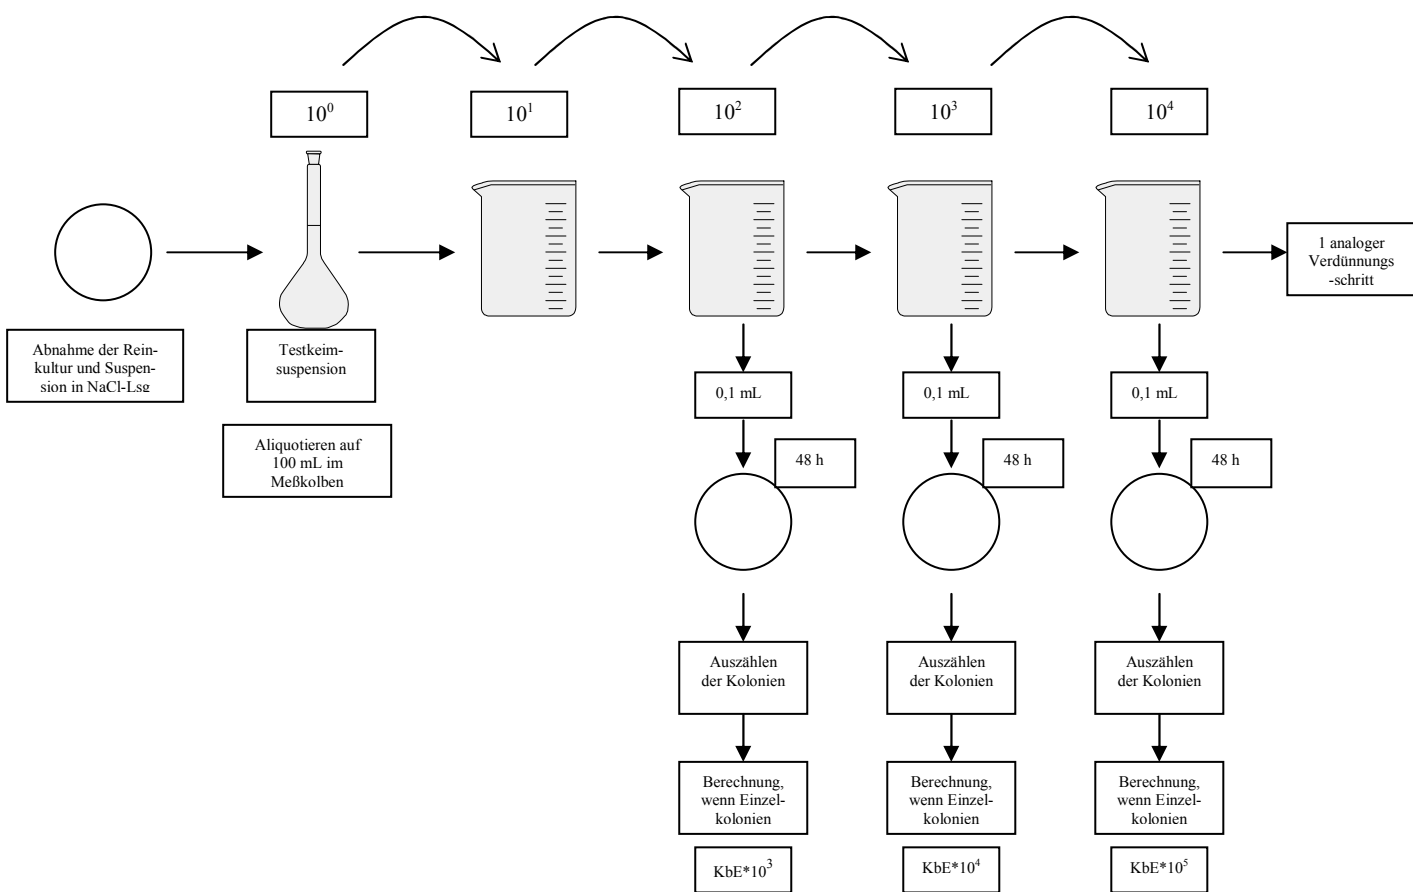 10⁰
10¹
10²
10³
10⁴
1 analoger
Verdünnungs
-schritt
Abnahme der Rein-
kultur und Suspen-
sion in NaCl-Lsg
Testkeim-
suspension
Aliquotieren auf
100 mL im
Meßkolben
0,1 mL
0,1 mL
0,1 mL
48 h
48 h
48 h
Auszählen
der Kolonien
Auszählen
der Kolonien
Auszählen
der Kolonien
Berechnung,
wenn Einzel-
kolonien
Berechnung,
wenn Einzel-
kolonien
Berechnung,
wenn Einzel-
kolonien
KbE*10³
KbE*10⁴
KbE*10⁵